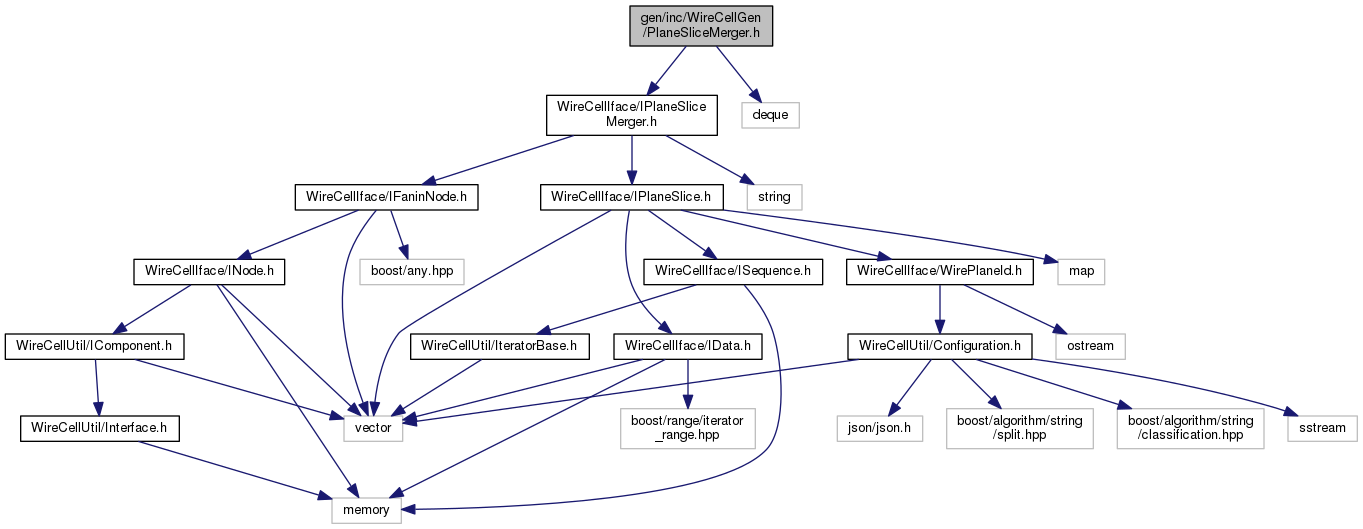 gen/inc/WireCellGen
/PlaneSliceMerger.h
WireCellIface/IPlaneSlice
Merger.h
deque
WireCellIface/IFaninNode.h
WireCellIface/IPlaneSlice.h
string
WireCellIface/INode.h
boost/any.hpp
WireCellIface/ISequence.h
WireCellIface/WirePlaneId.h
map
WireCellUtil/IComponent.h
WireCellUtil/IteratorBase.h
WireCellIface/IData.h
WireCellUtil/Configuration.h
ostream
WireCellUtil/Interface.h
vector
boost/range/iterator
_range.hpp
json/json.h
boost/algorithm/string
/split.hpp
boost/algorithm/string
/classification.hpp
sstream
memory